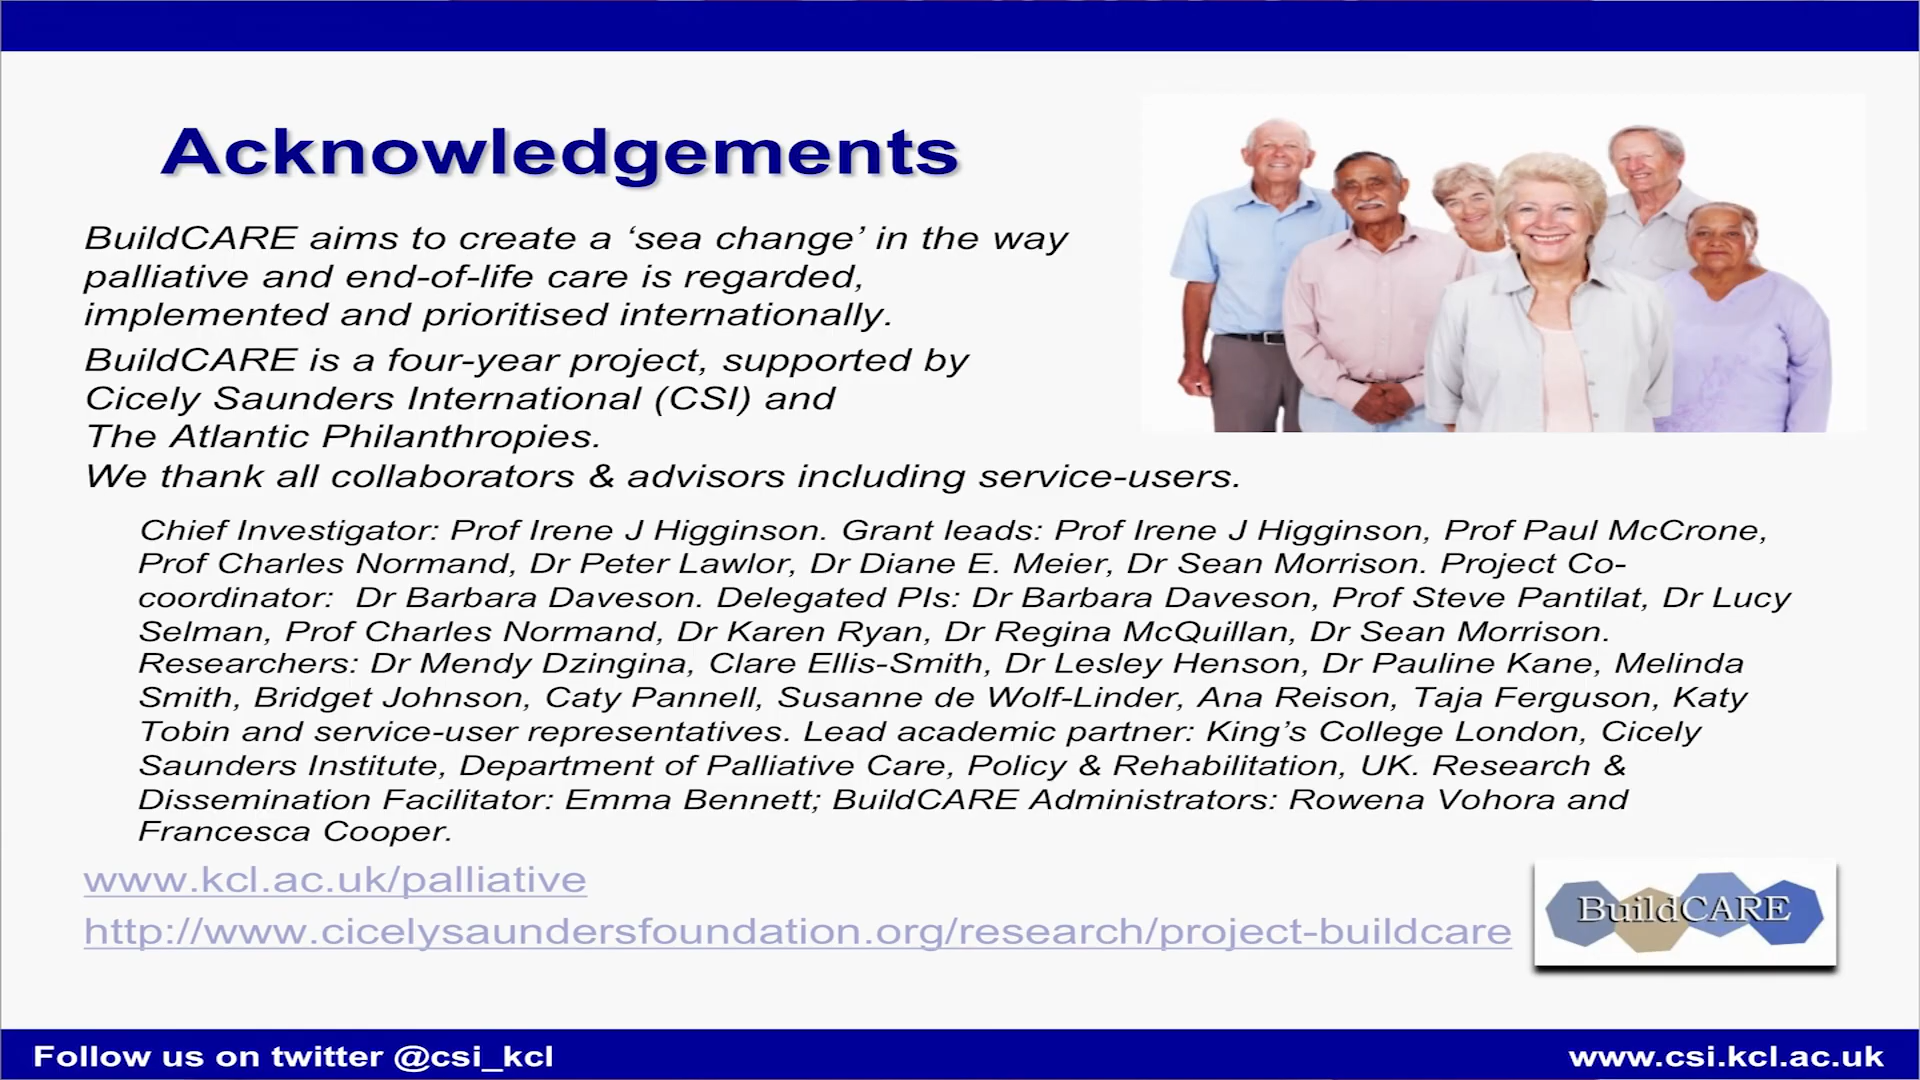 Acknowledgements
BuildCARE aims to create a ‘sea change’ in the way
palliative and end-of-life care is regarded,
implemented and prioritised internationally.
BuildCARE is a four-year project, supported by
Cicely Saunders International (CSI) and
The Atlantic Philanthropies.
We thank all collaborators & advisors including service-users.
Chief Investigator: Prof Irene J Higginson. Grant leads: Prof Irene J Higginson, Prof Paul McCrone,
Prof Charles Normand, Dr Peter Lawlor, Dr Diane E. Meier, Dr Sean Morrison. Project Co-
coordinator:  Dr Barbara Daveson. Delegated PIs: Dr Barbara Daveson, Prof Steve Pantilat, Dr Lucy
Selman, Prof Charles Normand, Dr Karen Ryan, Dr Regina McQuillan, Dr Sean Morrison.
Researchers: Dr Mendy Dzingina, Clare Ellis-Smith, Dr Lesley Henson, Dr Pauline Kane, Melinda
Smith, Bridget Johnson, Caty Pannell, Susanne de Wolf-Linder, Ana Reison, Taja Ferguson, Katy
Tobin and service-user representatives. Lead academic partner: King’s College London, Cicely
Saunders Institute, Department of Palliative Care, Policy & Rehabilitation, UK. Research &
Dissemination Facilitator: Emma Bennett; BuildCARE Administrators: Rowena Vohora and
Francesca Cooper.
www.kcl.ac.uk/palliative
http://www.cicelysaundersfoundation.org/research/project-buildcare
BuildCARE
Follow us on twitter @csi_kcl
www.csi.kcl.ac.uk